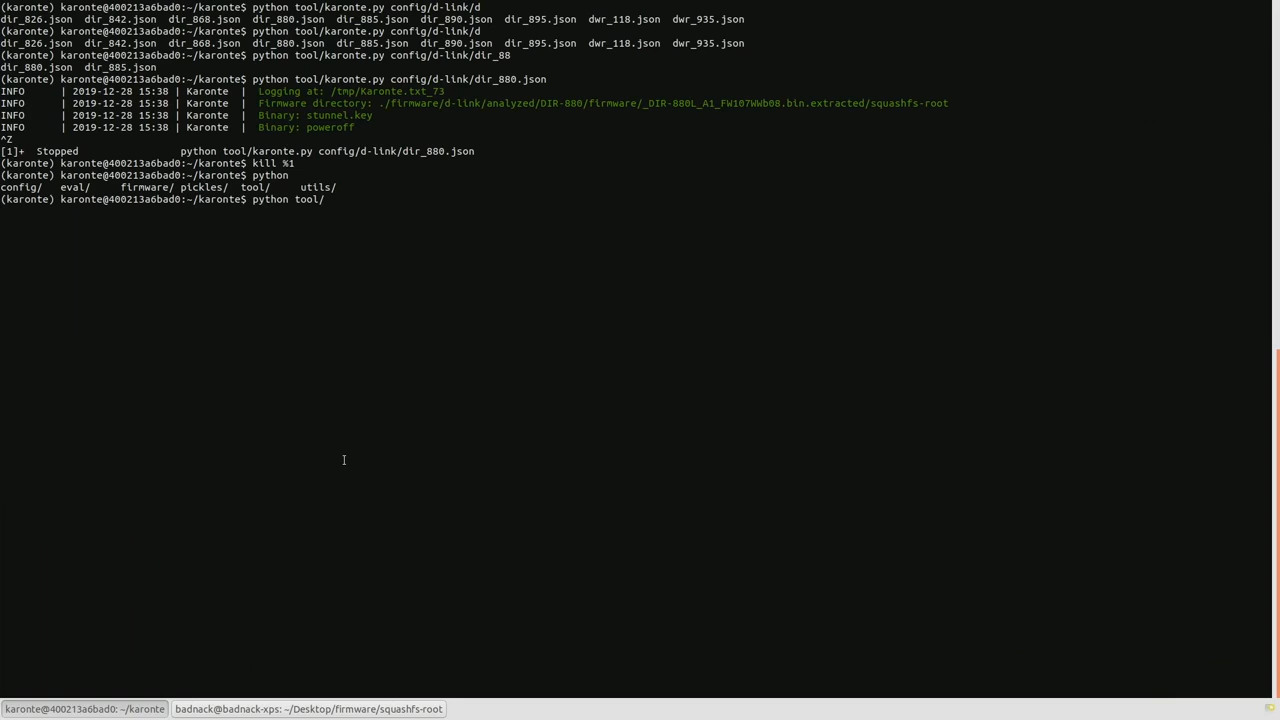 (karonte) karonte@400213a6bad0:~/karonte$ python tool/karonte.py config/d-link/d
dir_826.json  dir_842.json  dir_868.json  dir_880.json  dir_885.json  dir_890.json  dir_895.json  dwr_118.json  dwr_935.json
(karonte) karonte@400213a6bad0:~/karonte$ python tool/karonte.py config/d-link/d
dir_826.json  dir_842.json  dir_868.json  dir_880.json  dir_885.json  dir_890.json  dir_895.json  dwr_118.json  dwr_935.json
(karonte) karonte@400213a6bad0:~/karonte$ python tool/karonte.py config/d-link/dir_88
dir_880.json  dir_885.json
(karonte) karonte@400213a6bad0:~/karonte$ python tool/karonte.py config/d-link/dir_880.json
INFO      | 2019-12-28 15:38 | Karonte  |  Logging at: /tmp/Karonte.txt_73
INFO      | 2019-12-28 15:38 | Karonte  |  Firmware directory: ./firmware/d-link/analyzed/DIR-880/firmware/_DIR-880L_A1_FW107WWb08.bin.extracted/squashfs-root
INFO      | 2019-12-28 15:38 | Karonte  |  Binary: stunnel.key
INFO      | 2019-12-28 15:38 | Karonte  |  Binary: poweroff
^Z
[1]+  Stopped                 python tool/karonte.py config/d-link/dir_880.json
(karonte) karonte@400213a6bad0:~/karonte$ kill %1
(karonte) karonte@400213a6bad0:~/karonte$ python
config/   eval/     firmware/ pickles/  tool/     utils/
(karonte) karonte@400213a6bad0:~/karonte$ python tool/
karonte@400213a6bad0: ~/karonte
badnack@badnack-xps: ~/Desktop/firmware/squashfs-root